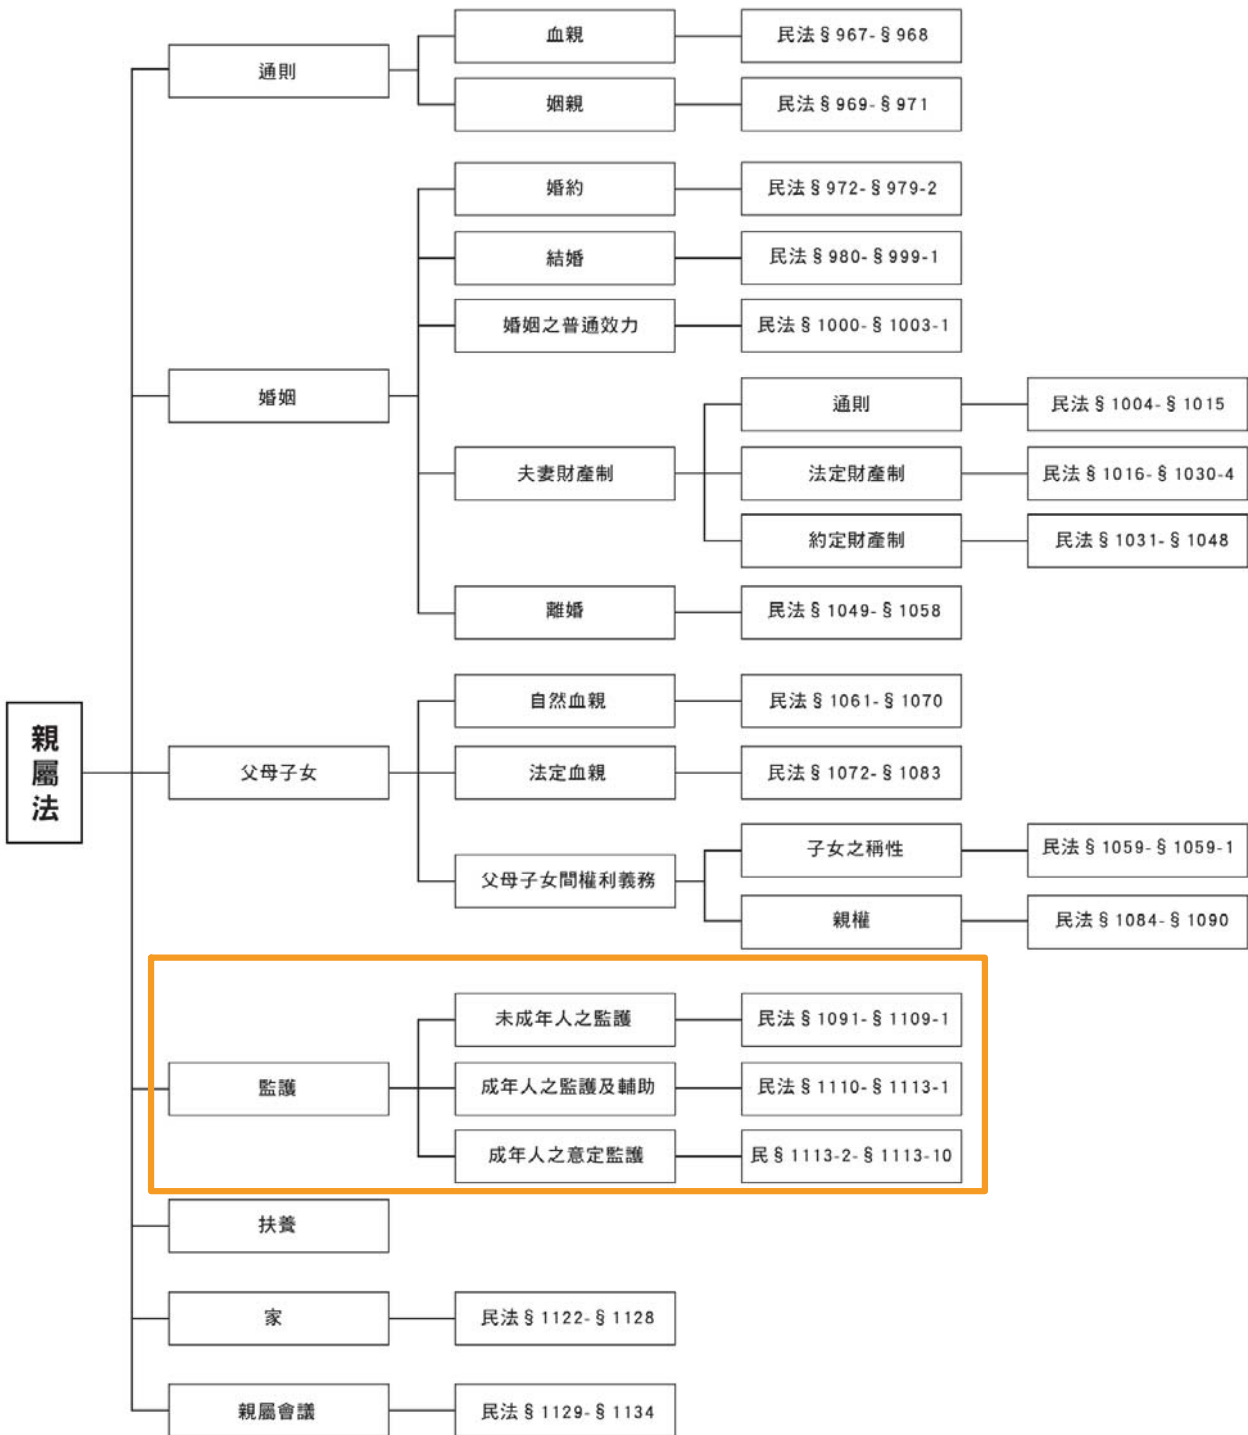 親屬法
通則
血親
民法§967-§968
姻親
民法§969-§971
婚姻
婚約
民法§972-§979-2
結婚
民法§980-§999-1
婚姻之普通效力
民法§1000-§1003-1
夫妻財產制
通則
民法§1004-§1015
法定財產制
民法§1016-§1030-4
約定財產制
民法§1031-§1048
離婚
民法§1049-§1058
父母子女
自然血親
民法§1061-§1070
法定血親
民法§1072-§1083
父母子女間權利義務
子女之稱性
民法§1059-§1059-1
親權
民法§1084-§1090
監護
未成年人之監護
民法§1091-§1109-1
成年人之監護及輔助
民法§1110-§1113-1
成年人之意定監護
民§1113-2-§1113-10
扶養
家
民法§1122-§1128
親屬會議
民法§1129-§1134